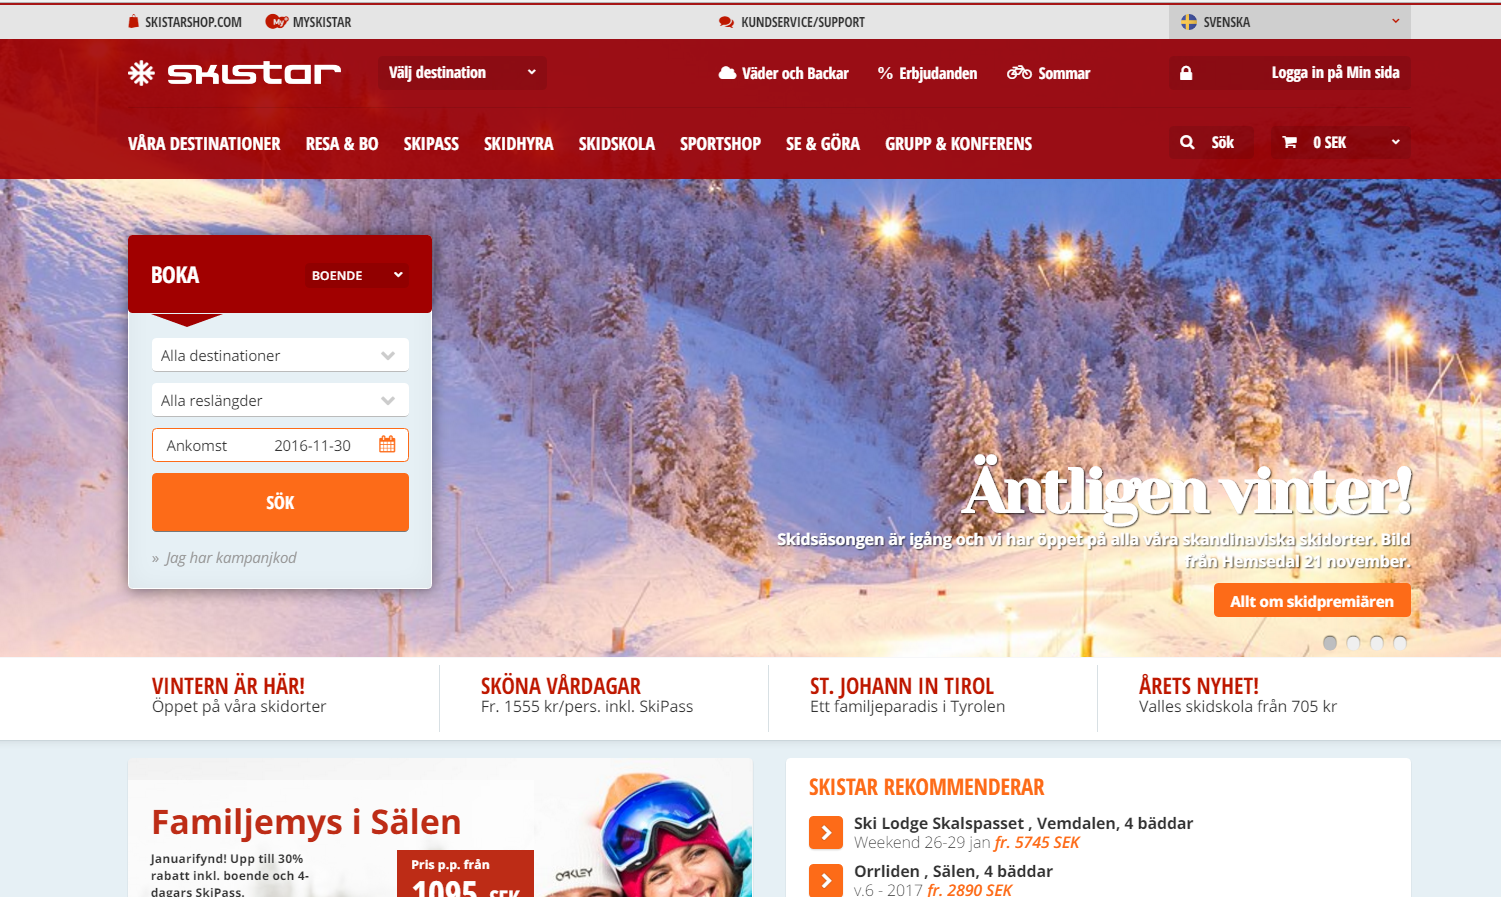 SKISTARSHOP.COM
My MYSKISTAR
KUNDSERVICE/SUPPORT
SVENSKA
SKISTAR
Välj destination
Väder och Backar
% Erbjudanden
Sommar
Logga in på Min sida
VÅRA DESTINATIONER
RESA & BO
SKIPASS
SKIDHYRA
SKIDSKOLA
SPORTSHOP
SE & GÖRA
GRUPP & KONFERENS
Sök
0 SEK
BOKA
BOENDE
Alla destinationer
Alla reslängder
Ankomst 2016-11-30
SÖK
» Jag har kampanjkod
Äntligen vinter!
Skidsäsongen är igång och vi har öppet på alla våra skandinaviska skidorter. Bild
från Hemsedal 21 november.
Allt om skidpremiären
VINTERN ÄR HÄR!
Öppet på våra skidorter
SKÖNA VÅRDAGAR
Fr. 1555 kr/pers. inkl. SkiPass
ST. JOHANN IN TIROL
Ett familjeparadis i Tyrolen
ÅRETS NYHET!
Valles skidskola från 705 kr
Familjemys i Sälen
Januarifynd! Upp till 30%
rabatt inkl. boende och 4-
dagars SkiPass.
Pris p.p. från
1095 SEK
OAKLEY
SKISTAR REKOMMENDERAR
Ski Lodge Skalspasset , Vemdalen, 4 bäddar
Weekend 26-29 jan fr. 5745 SEK
Orrliden , Sälen, 4 bäddar
v.6 - 2017 fr. 2890 SEK